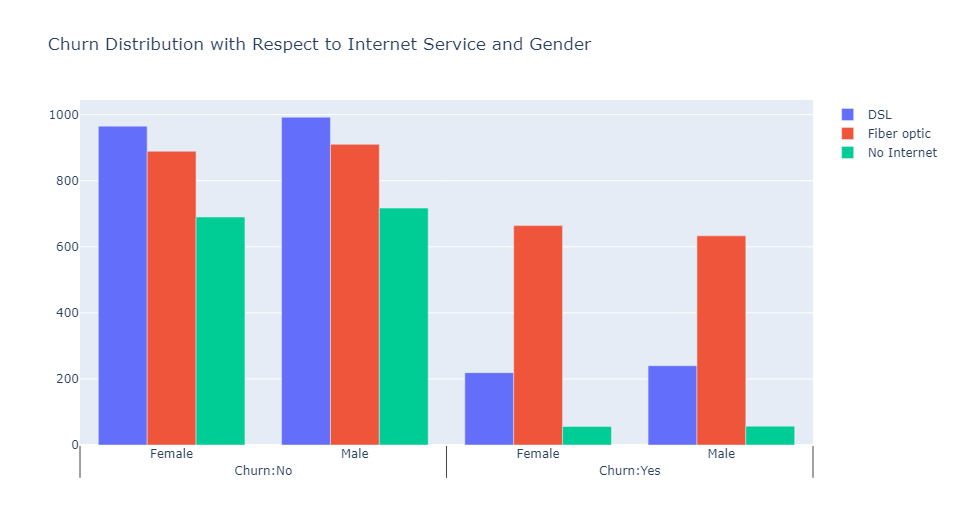 Churn Distribution with Respect to Internet Service and Gender
1000
800
600
400
200
0
DSL
Fiber optic
No Internet
Female
Male
Female
Male
Churn:No
Churn:Yes